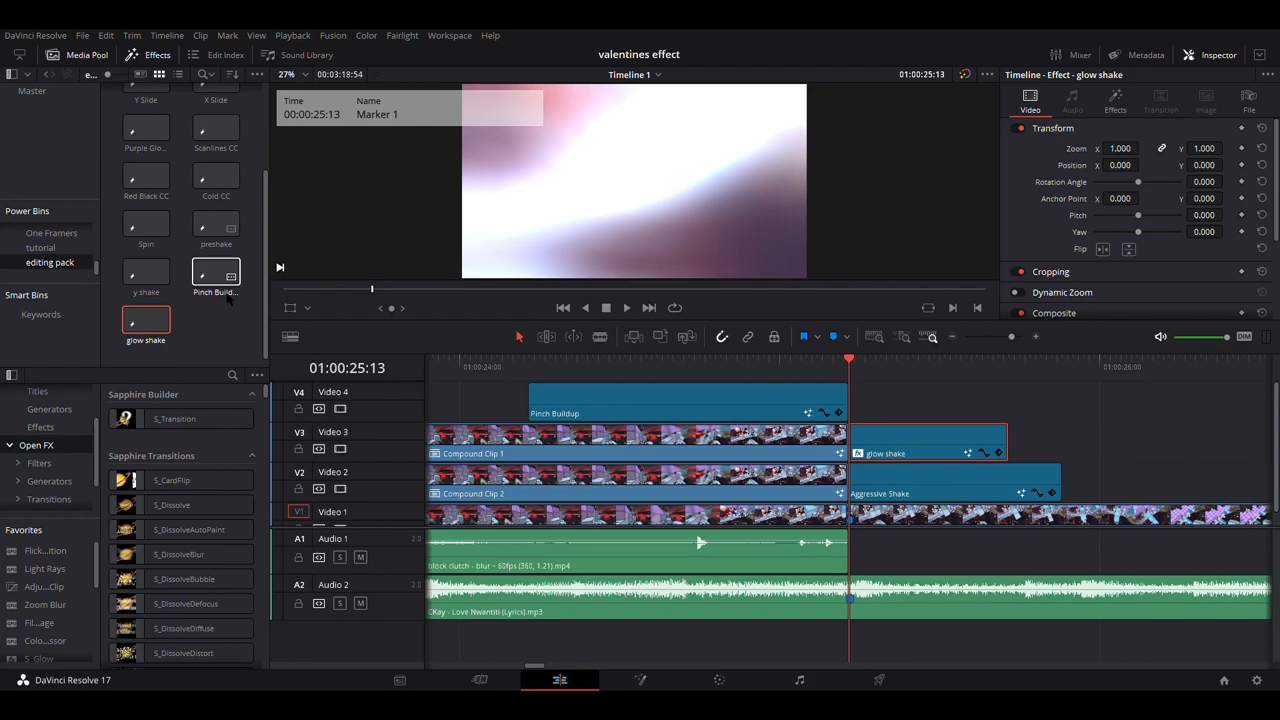 DaVinci Resolve File Edit Trim Timeline Clip Mark View Playback Fusion Color Fairlight Workspace Help
Media Pool Effects Edit Index Sound Library valentines effect Mixer Metadata Inspector
e... 27% 00:03:18:54 Timeline 1 01:00:25:13 Timeline - Effect - glow shake
Master
Y Slide X Slide
Purple Glo... Scanlines CC
Red Black CC Cold CC
Spin preshake
y shake Pinch Build...
glow shake
Power Bins
One Framers
tutorial
editing pack
Smart Bins
Keywords
Time Name
00:00:25:13 Marker 1
Video Audio Effects Transition Image File
Transform
Zoom X 1.000 Y 1.000
Position X 0.000 Y 0.000
Rotation Angle 0.000
Anchor Point X 0.000 Y 0.000
Pitch 0.000
Yaw 0.000
Flip
Cropping
Dynamic Zoom
Composite
DIM
Titles
Generators
Effects
Open FX
Filters
Generators
Transitions
Favorites
Flick...ition
Light Rays
Adju...Clip
Zoom Blur
Fil...age
Colo...ssor
S_Glow
Sapphire Builder
S_Transition
Sapphire Transitions
S_CardFlip
S_Dissolve
S_DissolveAutoPaint
S_DissolveBlur
S_DissolveBubble
S_DissolveDefocus
S_DissolveDiffuse
S_DissolveDistort
01:00:25:13 01:00:24:00 01:00:26:00
V4 Video 4
Pinch Buildup
V3 Video 3
Compound Clip 1 fx glow shake
V2 Video 2
Compound Clip 2 Aggressive Shake
V1 Video 1
A1 Audio 1 2.0
S M
block clutch - blur ~ 60fps (360, 1.21).mp4
A2 Audio 2 2.0
S M
CKay - Love Nwantiti (Lyrics).mp3
DaVinci Resolve 17